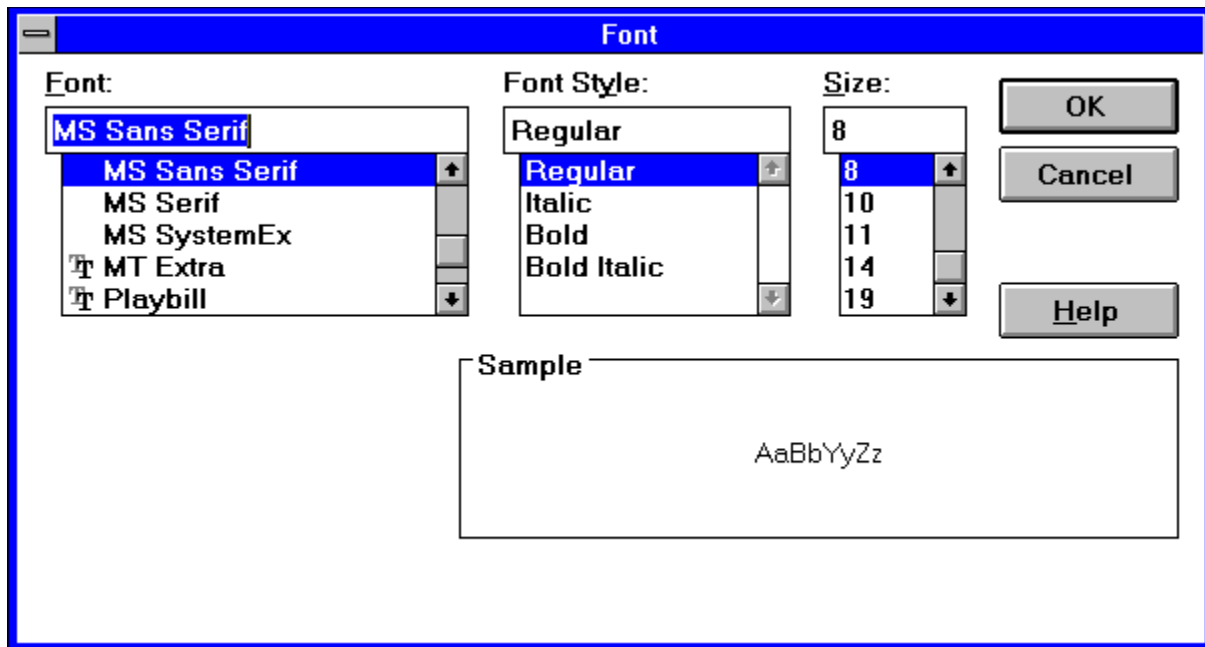 Font
Font:
MS Sans Serif
MS Sans Serif
MS Serif
MS SystemEx
MT Extra
Playbill
Font Style:
Regular
Regular
Italic
Bold
Bold Italic
Size:
8
8
10
11
14
19
OK
Cancel
Help
Sample
AaBbYyZz